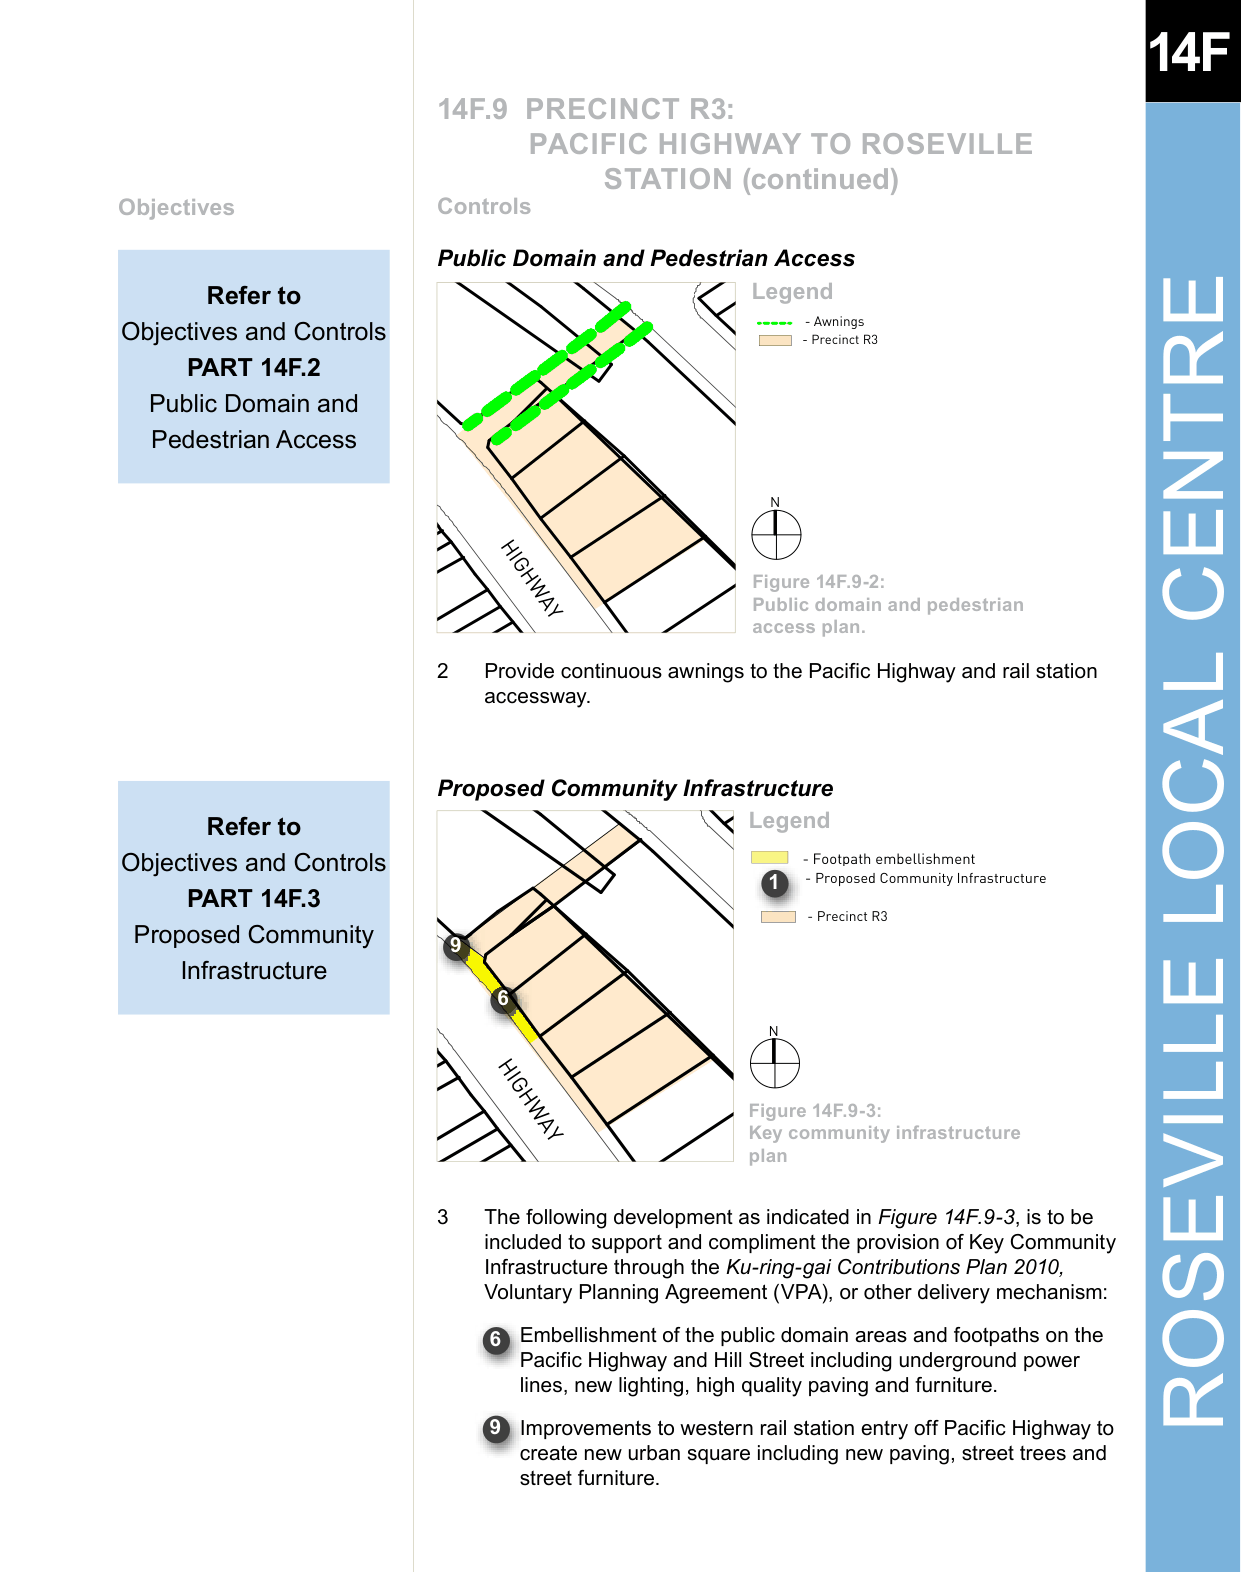 14F
14F.9 PRECINCT R3:
PACIFIC HIGHWAY TO ROSEVILLE
STATION (continued)
Objectives
Controls
Refer to
Objectives and Controls
PART 14F.2
Public Domain and
Pedestrian Access
Public Domain and Pedestrian Access
HIGHWAY
Legend
- Awnings
- Precinct R3
N
Figure 14F.9-2:
Public domain and pedestrian
access plan.
2 Provide continuous awnings to the Pacific Highway and rail station
accessway.
Refer to
Objectives and Controls
PART 14F.3
Proposed Community
Infrastructure
Proposed Community Infrastructure
9
6
HIGHWAY
Legend
- Footpath embellishment
1 - Proposed Community Infrastructure
- Precinct R3
N
Figure 14F.9-3:
Key community infrastructure
plan
3 The following development as indicated in Figure 14F.9-3, is to be
included to support and compliment the provision of Key Community
Infrastructure through the Ku-ring-gai Contributions Plan 2010,
Voluntary Planning Agreement (VPA), or other delivery mechanism:
6 Embellishment of the public domain areas and footpaths on the
Pacific Highway and Hill Street including underground power
lines, new lighting, high quality paving and furniture.
9 Improvements to western rail station entry off Pacific Highway to
create new urban square including new paving, street trees and
street furniture.
ROSEVILLE LOCAL CENTRE